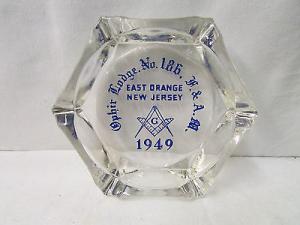 Ophir Lodge, No. 186, F. & A. M
EAST ORANGE
NEW JERSEY
G
1949